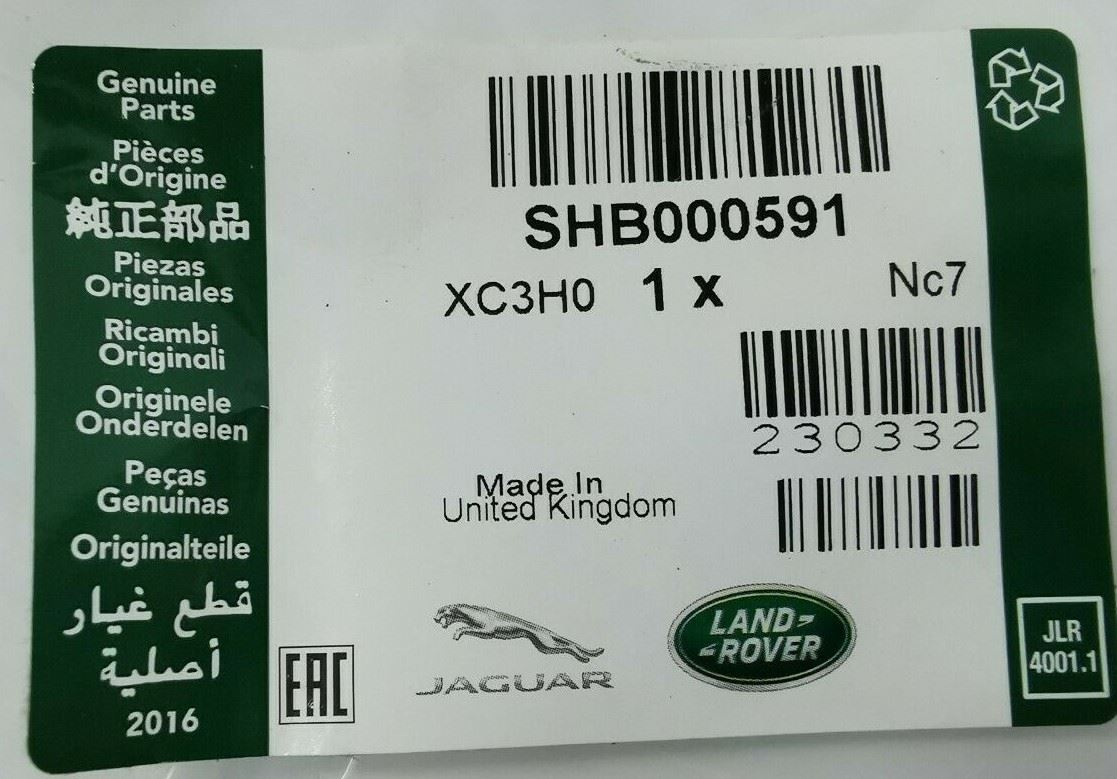 Genuine
Parts
Pièces
d'Origine
純正部品
Piezas
Originales
Ricambi
Originali
Originele
Onderdelen
Peças
Genuinas
Originalteile
قطع غيار
أصلية
2016
EAC
SHB000591
XC3H0 1 x Nc7
230332
Made In
United Kingdom
JAGUAR
LAND-
-ROVER
JLR
4001.1